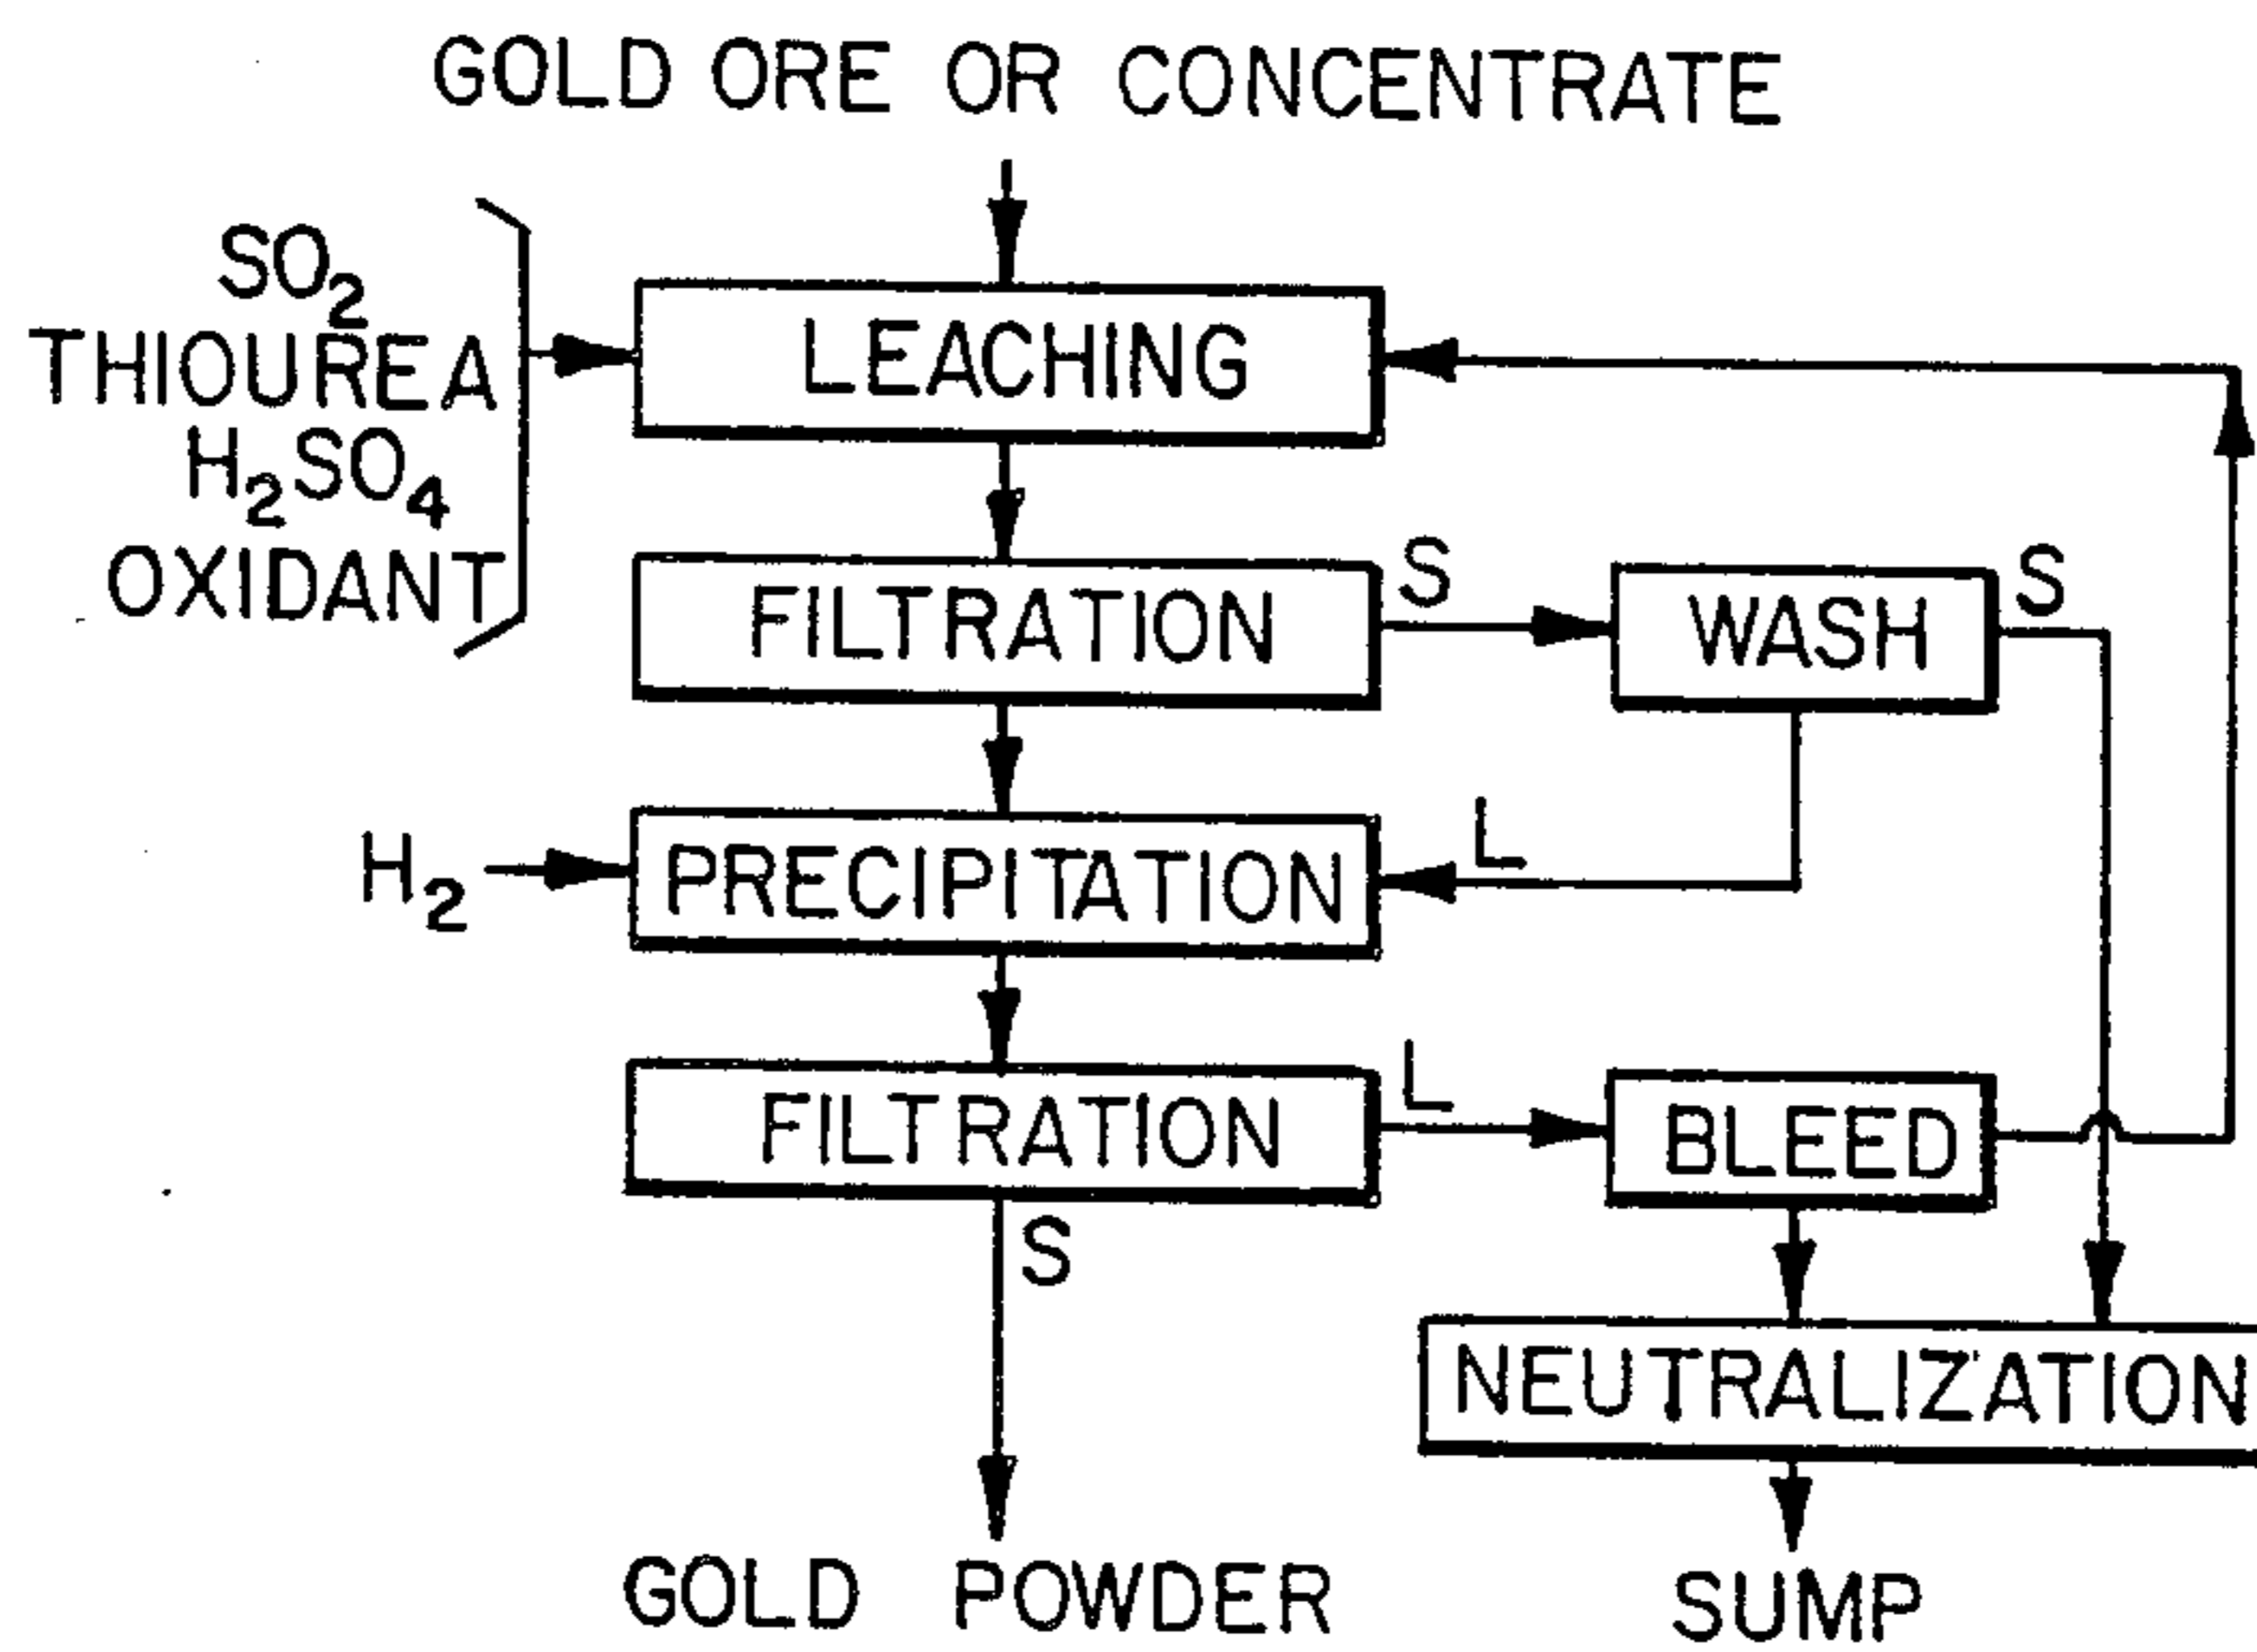 GOLD ORE OR CONCENTRATE
SO₂
THIOUREA
H₂SO₄
OXIDANT
LEACHING
FILTRATION
S
WASH
S
H₂
PRECIPITATION
L
FILTRATION
L
BLEED
S
NEUTRALIZATION
GOLD POWDER
SUMP